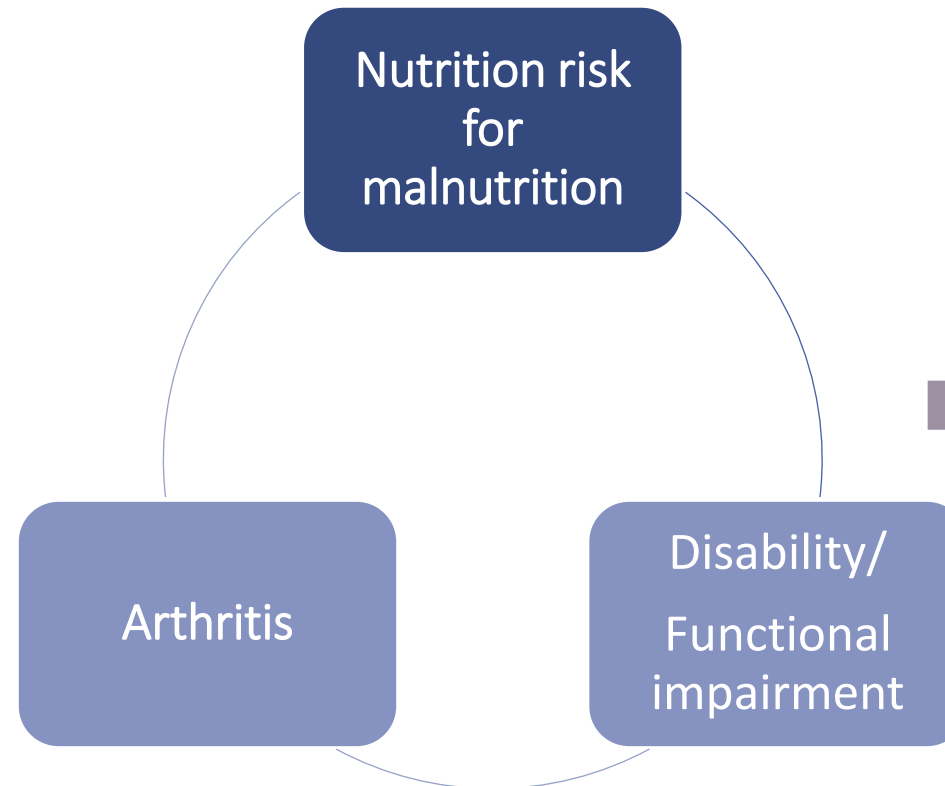 Nutrition risk
for
malnutrition
Arthritis
Disability/
Functional
impairment